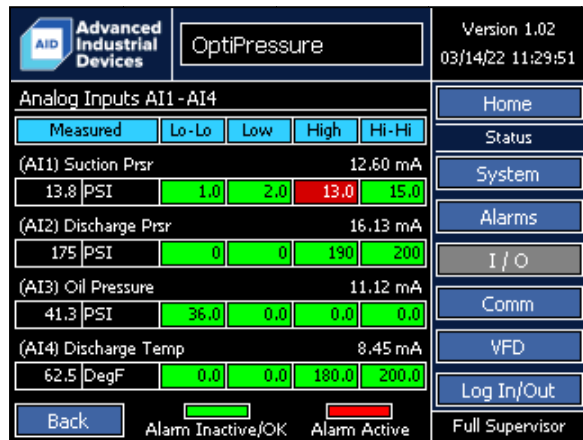 AID Advanced Industrial Devices
OptiPressure
Version 1.02
03/14/22 11:29:51
Analog Inputs AI1-AI4
Measured Lo-Lo Low High Hi-Hi
(AI1) Suction Prsr 12.60 mA
13.8 PSI 1.0 2.0 13.0 15.0
(AI2) Discharge Prsr 16.13 mA
175 PSI 0 0 190 200
(AI3) Oil Pressure 11.12 mA
41.3 PSI 36.0 0.0 0.0 0.0
(AI4) Discharge Temp 8.45 mA
62.5 DegF 0.0 0.0 180.0 200.0
Back Alarm Inactive/OK Alarm Active
Home
Status
System
Alarms
I/O
Comm
VFD
Log In/Out
Full Supervisor